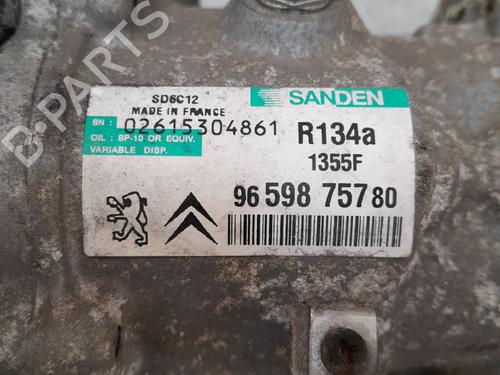 SD6C12
MADE IN FRANCE
SANDEN
SN : 02615304861
OIL : SP-10 OR EQUIV.
VARIABLE DISP.
R134a
1355F
96 598 757 80
B-PARTS